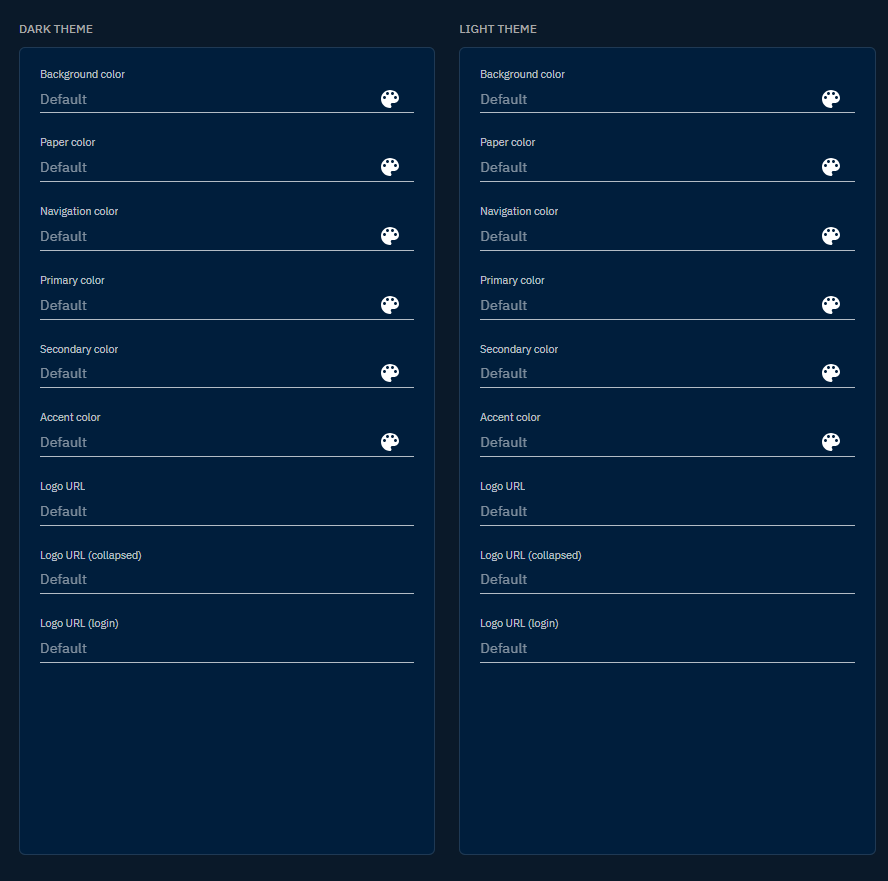 DARK THEME
Background color
Default
Paper color
Default
Navigation color
Default
Primary color
Default
Secondary color
Default
Accent color
Default
Logo URL
Default
Logo URL (collapsed)
Default
Logo URL (login)
Default
LIGHT THEME
Background color
Default
Paper color
Default
Navigation color
Default
Primary color
Default
Secondary color
Default
Accent color
Default
Logo URL
Default
Logo URL (collapsed)
Default
Logo URL (login)
Default